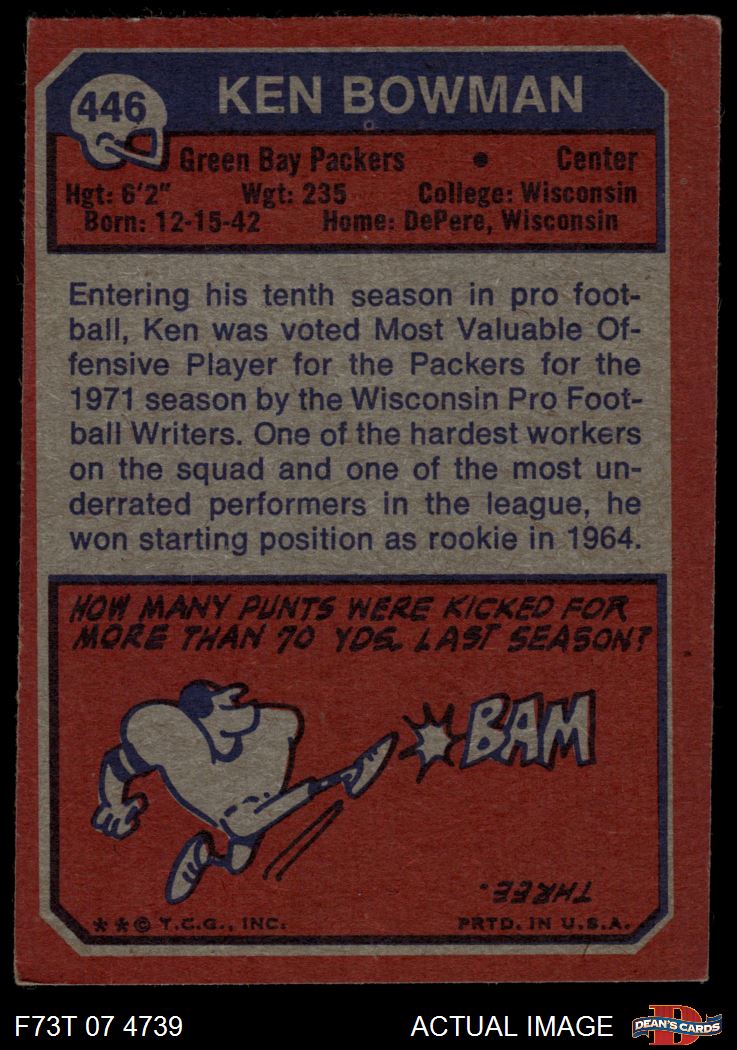 446
KEN BOWMAN
Green Bay Packers • Center
Hgt: 6'2" Wgt: 235 College: Wisconsin
Born: 12-15-42 Home: DePere, Wisconsin
Entering his tenth season in pro foot-
ball, Ken was voted Most Valuable Of-
fensive Player for the Packers for the
1971 season by the Wisconsin Pro Foot-
ball Writers. One of the hardest workers
on the squad and one of the most un-
derrated performers in the league, he
won starting position as rookie in 1964.
HOW MANY PUNTS WERE KICKED FOR
MORE THAN 70 YDS. LAST SEASON?
BAM
THREE.
* * © T.C.G., INC. PRTD. IN U.S.A.
F73T 07 4739 ACTUAL IMAGE
D
DEAN'S CARDS